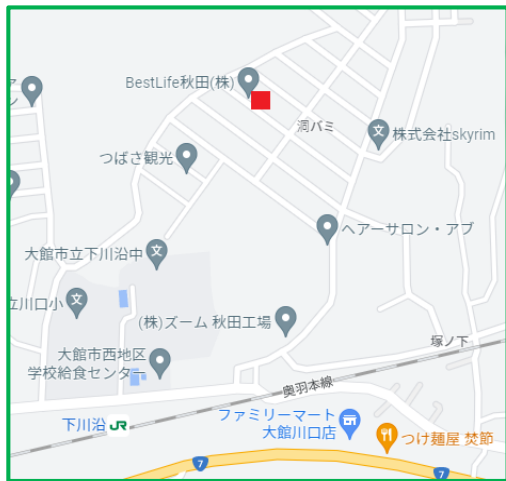 BestLife秋田(株)
ア
ン
洞バミ
株式会社skyrim
つばさ観光
ヘアーサロン・アブ
大館市立下川沿中
立川口小
(株)ズーム 秋田工場
塚ノ下
大館市西地区
学校給食センター
奥羽本線
ファミリーマート
大館川口店
下川沿 JR
つけ麺屋 焚節
7
7